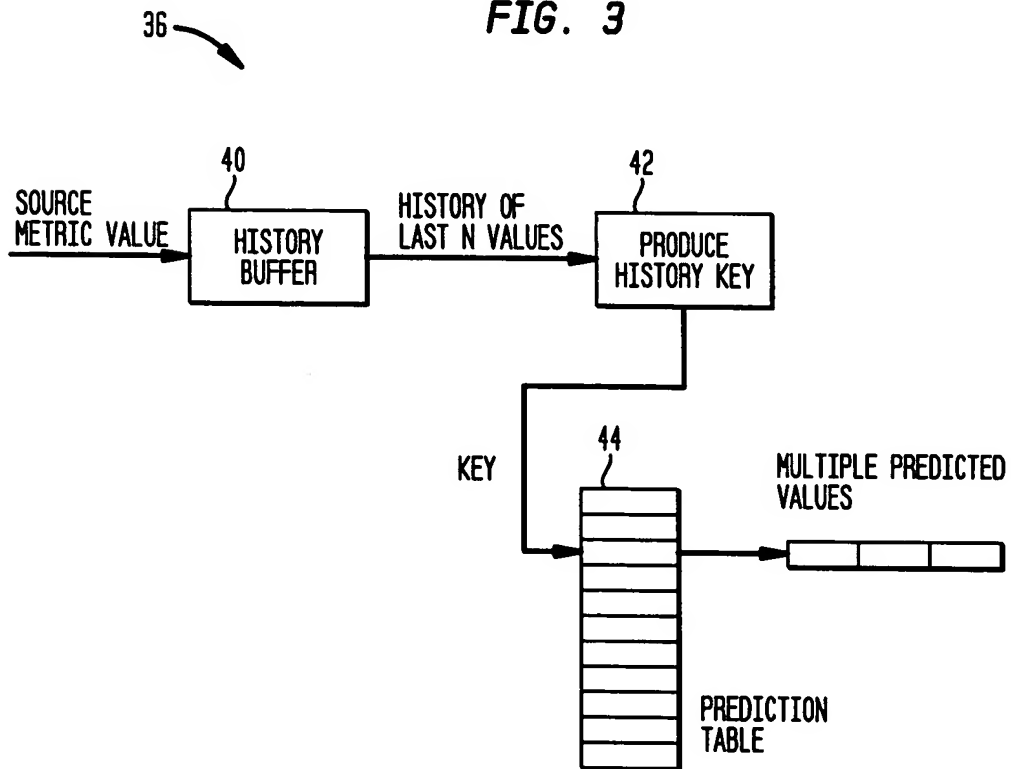 FIG. 3
36
40
42
SOURCE
METRIC VALUE
HISTORY
BUFFER
HISTORY OF
LAST N VALUES
PRODUCE
HISTORY KEY
KEY
44
MULTIPLE PREDICTED
VALUES
PREDICTION
TABLE